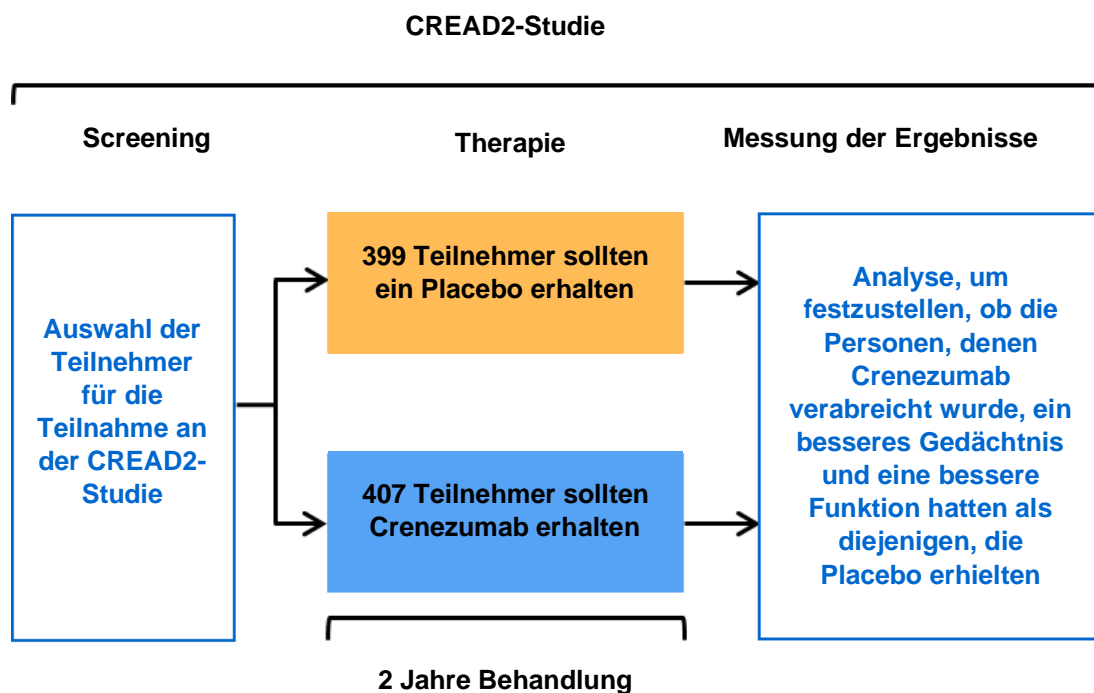 CREAD2-Studie
Screening
Therapie
Messung der Ergebnisse
Auswahl der
Teilnehmer
für die
Teilnahme an
der CREAD2-
Studie
399 Teilnehmer sollten
ein Placebo erhalten
407 Teilnehmer sollten
Crenezumab erhalten
Analyse, um
festzustellen, ob die
Personen, denen
Crenezumab
verabreicht wurde, ein
besseres Gedächtnis
und eine bessere
Funktion hatten als
diejenigen, die
Placebo erhielten
2 Jahre Behandlung